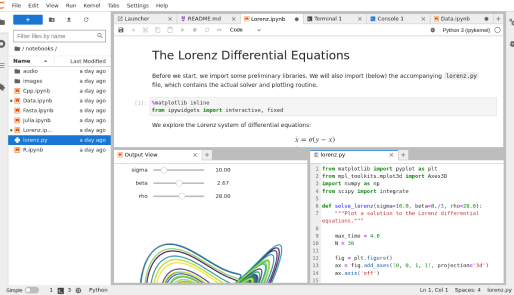 File Edit View Run Kernel Tabs Settings Help
Filter files by name
/ notebooks /
Name Last Modified
audio a day ago
images a day ago
Cpp.ipynb a day ago
Data.ipynb a day ago
Fasta.ipynb a day ago
Julia.ipynb a day ago
Lorenz.ip... a day ago
lorenz.py a day ago
R.ipynb a day ago
Launcher README.md Lorenz.ipynb Terminal 1 Console 1 Data.ipynb
Code Python 3 (ipykernel)
The Lorenz Differential Equations
Before we start, we import some preliminary libraries. We will also import (below) the accompanying lorenz.py
file, which contains the actual solver and plotting routine.
[1]: %matplotlib inline
from ipywidgets import interactive, fixed
We explore the Lorenz system of differential equations:
ẋ = σ(y − x)
Output View
sigma 10.00
beta 2.67
rho 28.00
lorenz.py
1 from matplotlib import pyplot as plt
2 from mpl_toolkits.mplot3d import Axes3D
3 import numpy as np
4 from scipy import integrate
5
6 def solve_lorenz(sigma=10.0, beta=8./3, rho=28.0):
7 """Plot a solution to the Lorenz differential
equations."""
8
9 max_time = 4.0
10 N = 30
11
12 fig = plt.figure()
13 ax = fig.add_axes([0, 0, 1, 1], projection='3d')
14 ax.axis('off')
15
Simple 1 3 Python Ln 1, Col 1 Spaces: 4 lorenz.py